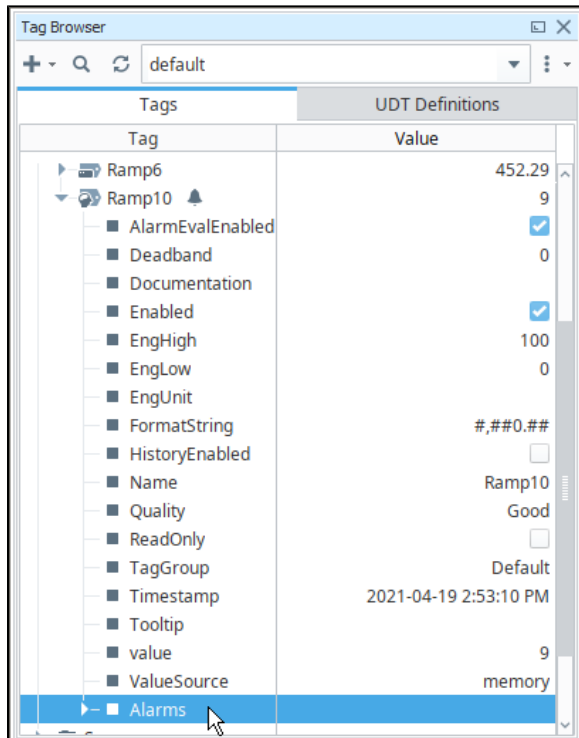 Tag Browser
default
Tags UDT Definitions
Tag Value
Ramp6 452.29
Ramp10 9
AlarmEvalEnabled
Deadband 0
Documentation
Enabled
EngHigh 100
EngLow 0
EngUnit
FormatString #,##0.##
HistoryEnabled
Name Ramp10
Quality Good
ReadOnly
TagGroup Default
Timestamp 2021-04-19 2:53:10 PM
Tooltip
value 9
ValueSource memory
Alarms